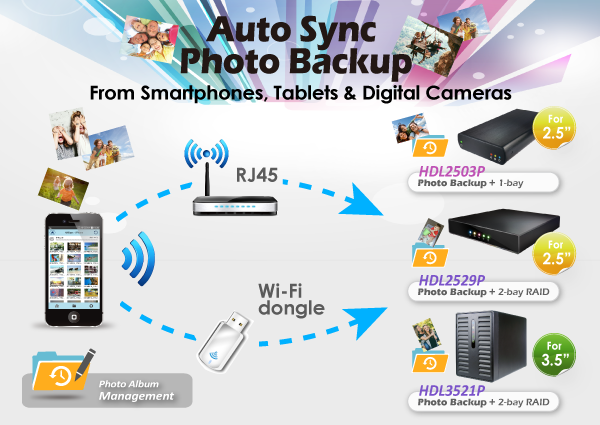 Auto Sync
Photo Backup
From Smartphones, Tablets & Digital Cameras
RJ45
Wi-Fi
dongle
For
2.5"
HDL2503P
Photo Backup + 1-bay
For
2.5"
HDL2529P
Photo Backup + 2-bay RAID
For
3.5"
HDL3521P
Photo Backup + 2-bay RAID
Photo Album
Management